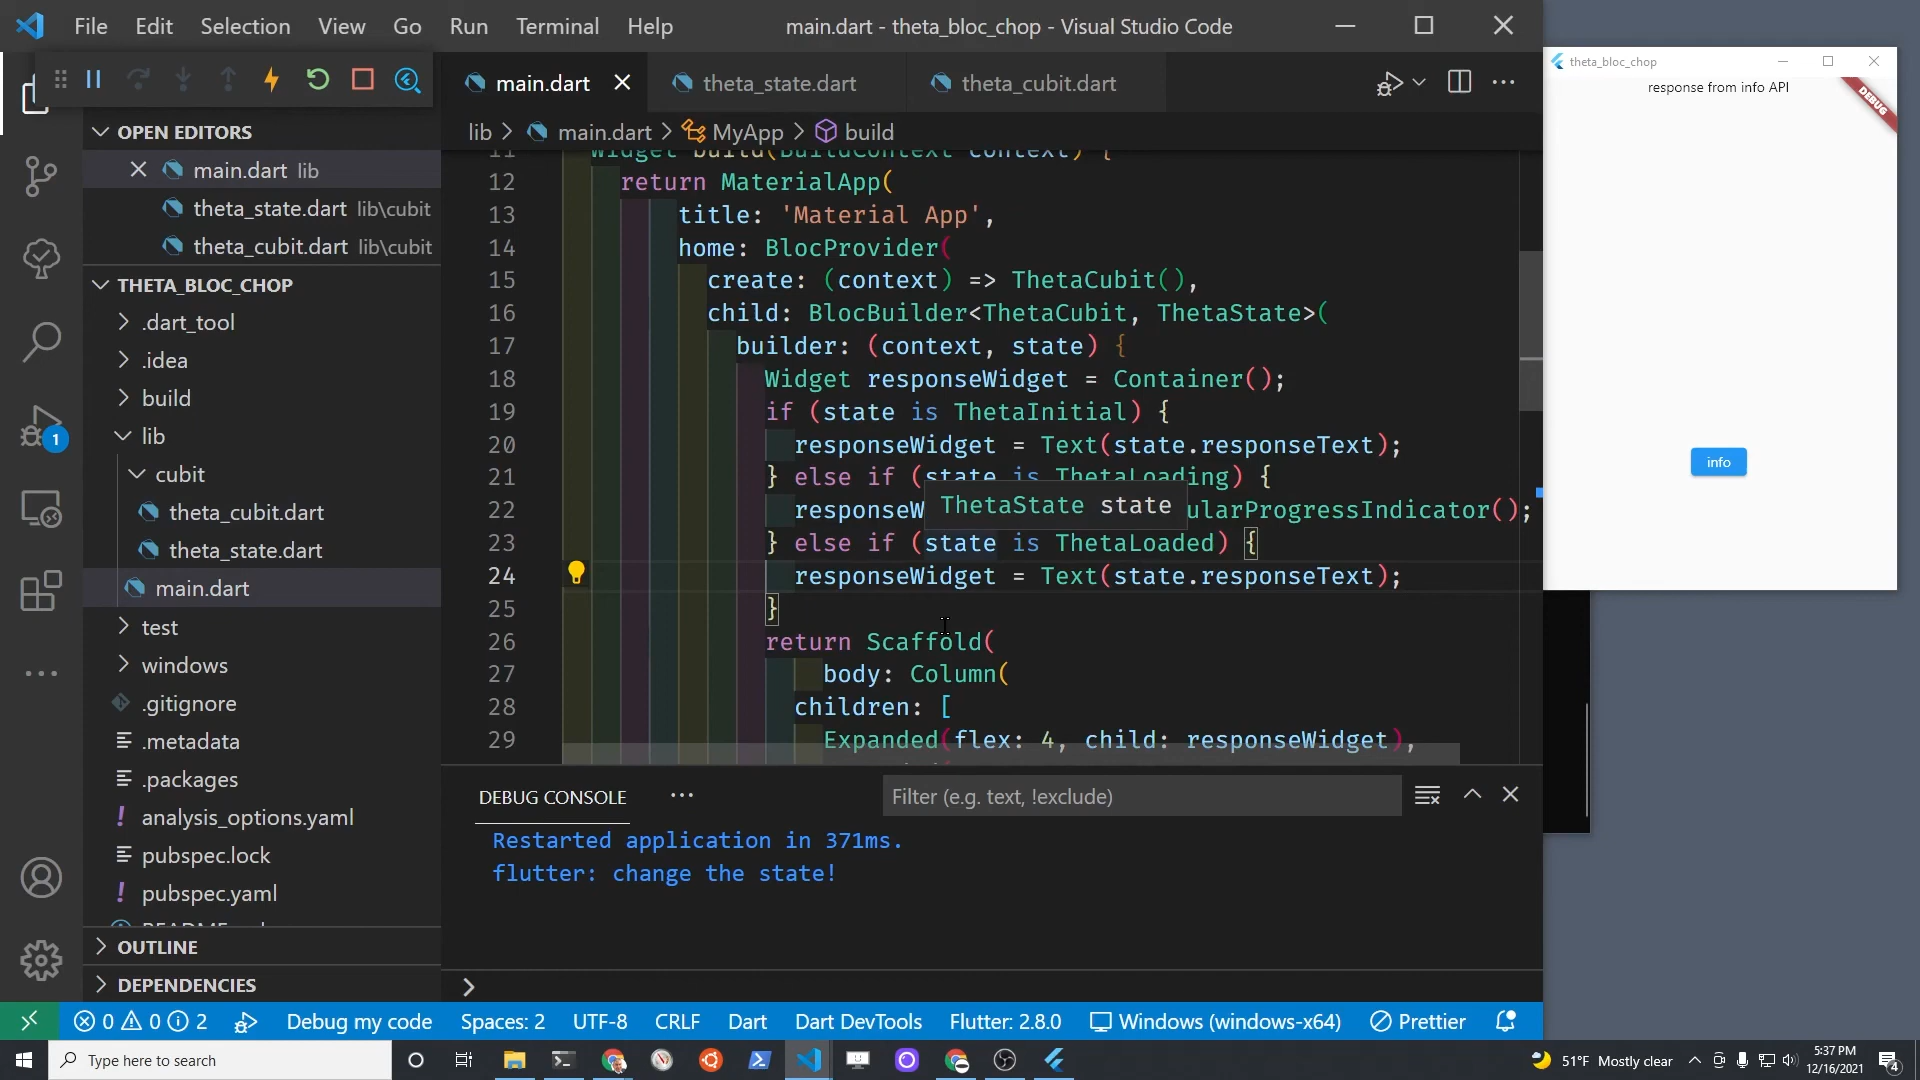 File Edit Selection View Go Run Terminal Help
main.dart - theta_bloc_chop - Visual Studio Code
main.dart
theta_state.dart
theta_cubit.dart
OPEN EDITORS
main.dart lib
theta_state.dart lib\cubit
theta_cubit.dart lib\cubit
THETA_BLOC_CHOP
.dart_tool
.idea
build
lib
cubit
theta_cubit.dart
theta_state.dart
main.dart
test
windows
.gitignore
.metadata
.packages
analysis_options.yaml
pubspec.lock
pubspec.yaml
OUTLINE
DEPENDENCIES
1
lib > main.dart > MyApp > build
11 Widget build(BuildContext context) {
12 return MaterialApp(
13 title: 'Material App',
14 home: BlocProvider(
15 create: (context) => ThetaCubit(),
16 child: BlocBuilder<ThetaCubit, ThetaState>(
17 builder: (context, state) {
18 Widget responseWidget = Container();
19 if (state is ThetaInitial) {
20 responseWidget = Text(state.responseText);
21 } else if (state is ThetaLoading) {
22 responseW
ularProgressIndicator();
ThetaState state
23 } else if (state is ThetaLoaded) {
24 responseWidget = Text(state.responseText);
25 }
26 return Scaffold(
27 body: Column(
28 children: [
29 Expanded(flex: 4, child: responseWidget),
DEBUG CONSOLE
Filter (e.g. text, !exclude)
Restarted application in 371ms.
flutter: change the state!
theta_bloc_chop
response from info API
DEBUG
info
0 0 2 Debug my code Spaces: 2 UTF-8 CRLF Dart Dart DevTools Flutter: 2.8.0 Windows (windows-x64) Prettier
Type here to search
51°F Mostly clear
5:37 PM
12/16/2021
4